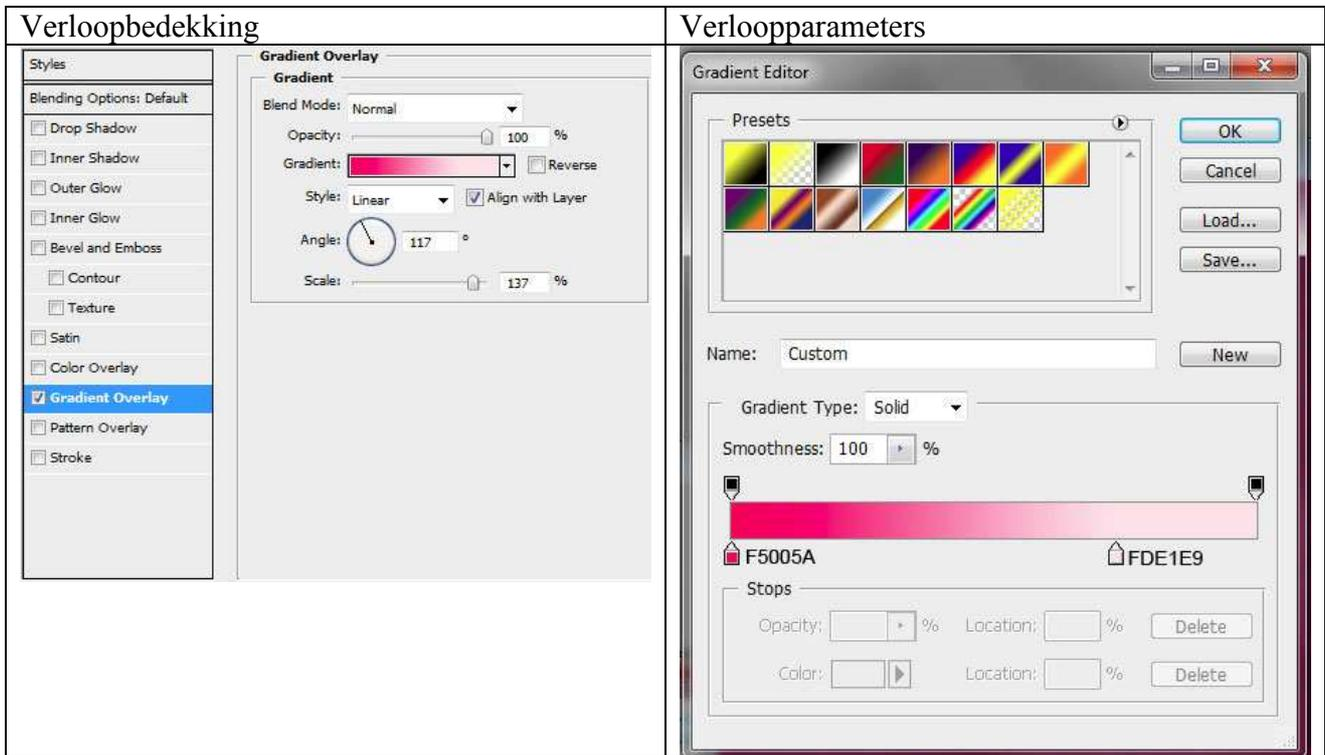 Verloopbedekking
Styles
Blending Options: Default
Drop Shadow
Inner Shadow
Outer Glow
Inner Glow
Bevel and Emboss
Contour
Texture
Satin
Color Overlay
Gradient Overlay
Pattern Overlay
Stroke
Gradient Overlay
Gradient
Blend Mode: Normal
Opacity: 100 %
Gradient: Reverse
Style: Linear Align with Layer
Angle: 117 °
Scale: 137 %
Verloopparameters
Gradient Editor
Presets
OK
Cancel
Load...
Save...
Name: Custom New
Gradient Type: Solid
Smoothness: 100 %
F5005A FDE1E9
Stops
Opacity: % Location: % Delete
Color: Location: % Delete